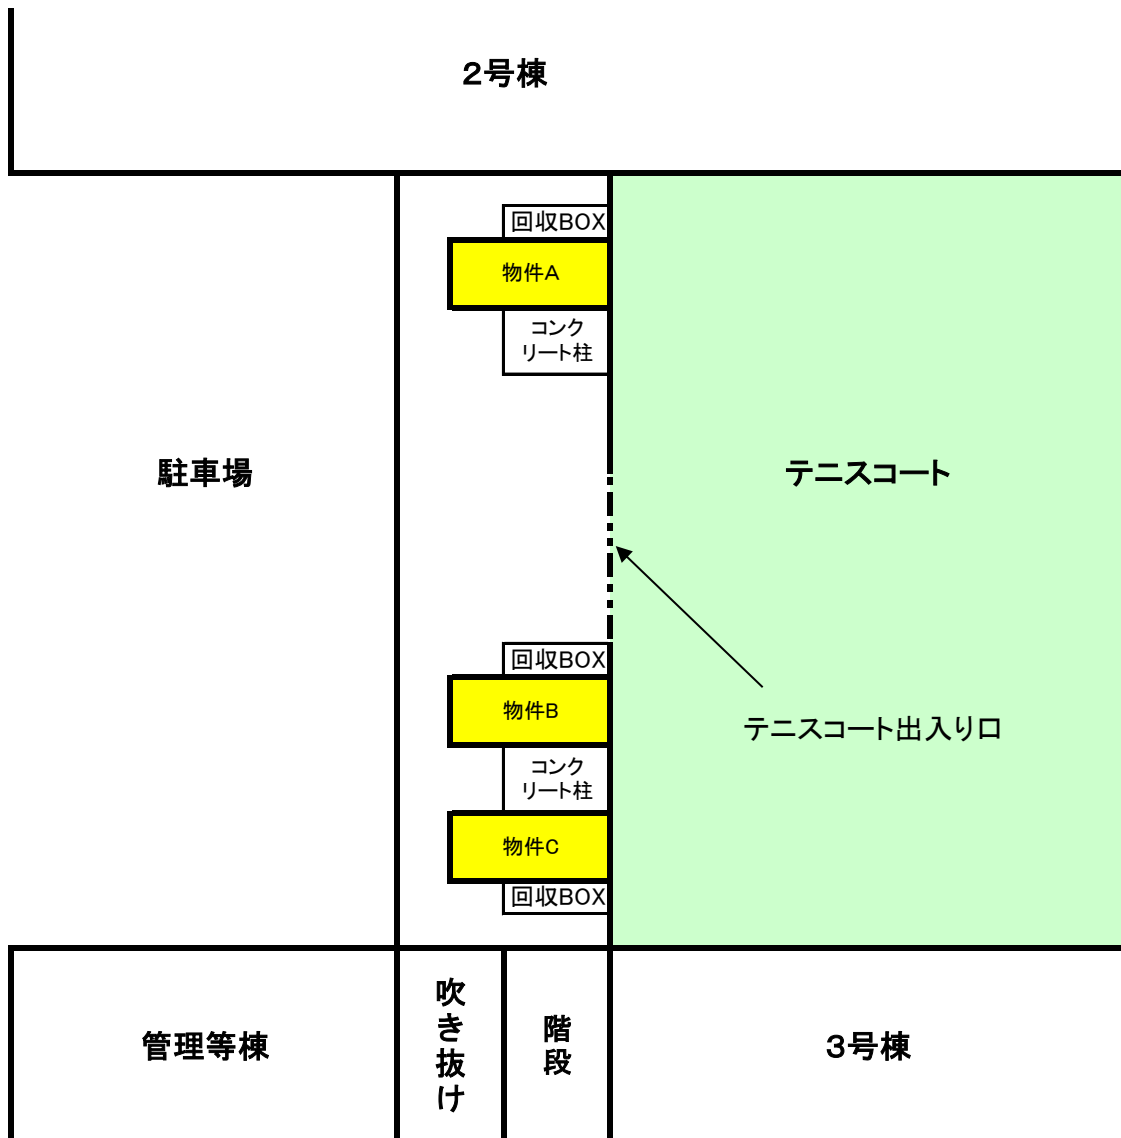 ２号棟
回収BOX
物件A
コンク
リート柱
駐車場
テニスコート
回収BOX
物件B
テニスコート出入り口
コンク
リート柱
物件C
回収BOX
管理等棟
吹き抜け
階段
３号棟